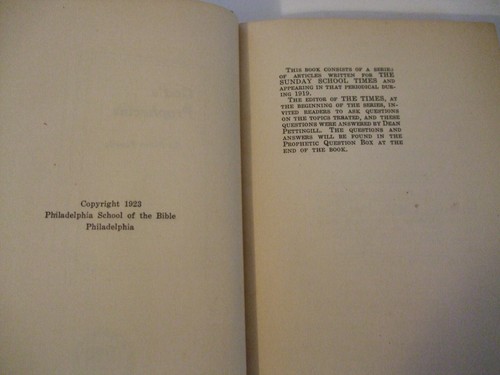 Copyright 1923
Philadelphia School of the Bible
Philadelphia
This book consists of a series
of articles written for THE
SUNDAY SCHOOL TIMES and
appearing in that periodical dur-
ing 1919.
The editor of THE TIMES, at
the beginning of the series, in-
vited readers to ask questions
on the topics treated, and these
questions were answered by Dean
Pettingill. The questions and
answers will be found in the
Prophetic Question Box at the
end of the book.